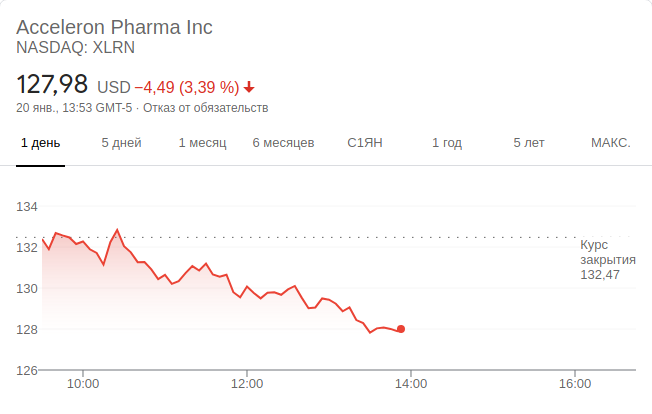 Acceleron Pharma Inc
NASDAQ: XLRN
127,98 USD −4,49 (3,39 %)
20 янв., 13:53 GMT-5 · Отказ от обязательств
1 день 5 дней 1 месяц 6 месяцев С1ЯН 1 год 5 лет МАКС.
134
132
130
128
126
Курс
закрытия
132,47
10:00 12:00 14:00 16:00